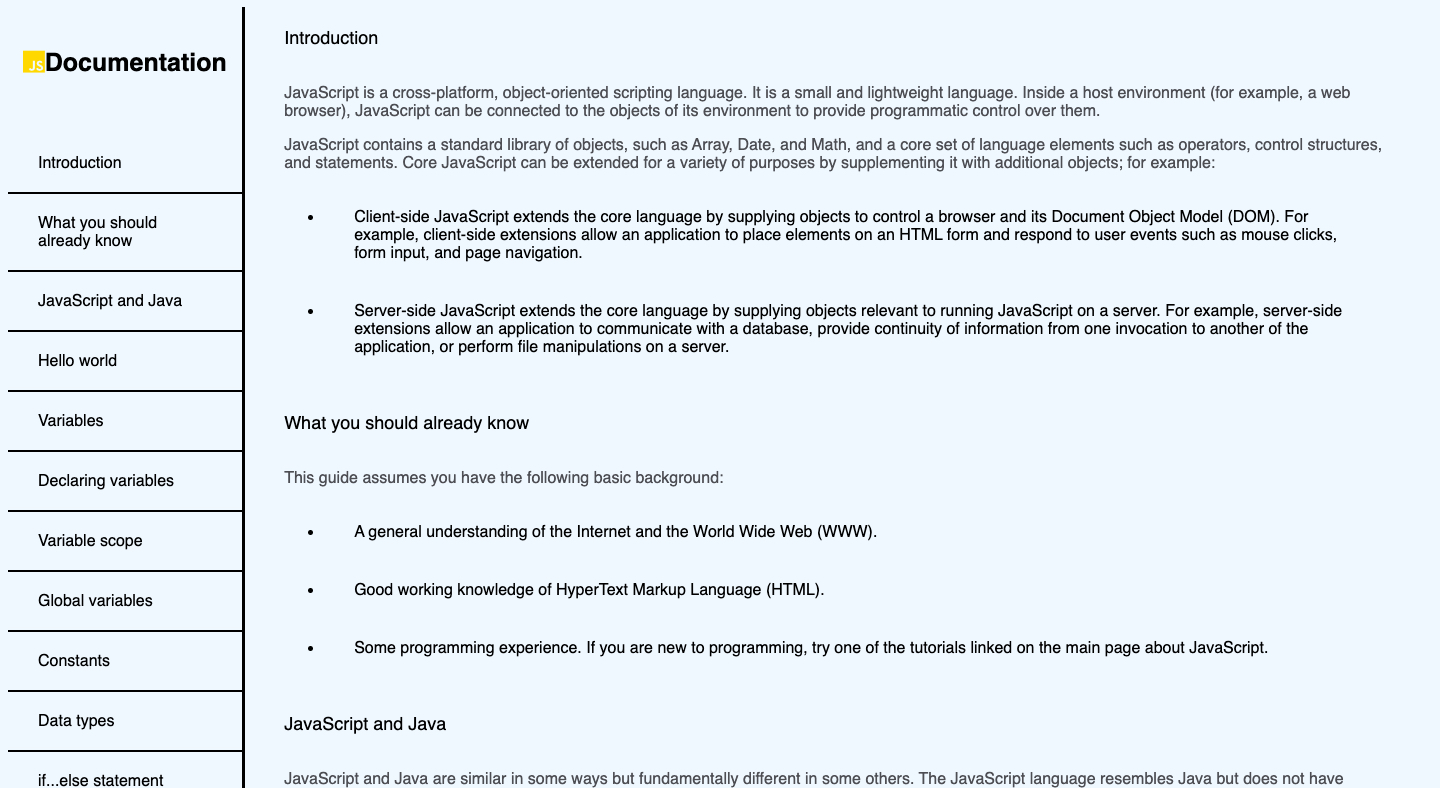 JS Documentation
Introduction
What you should
already know
JavaScript and Java
Hello world
Variables
Declaring variables
Variable scope
Global variables
Constants
Data types
if...else statement
Introduction
JavaScript is a cross-platform, object-oriented scripting language. It is a small and lightweight language. Inside a host environment (for example, a web
browser), JavaScript can be connected to the objects of its environment to provide programmatic control over them.
JavaScript contains a standard library of objects, such as Array, Date, and Math, and a core set of language elements such as operators, control structures,
and statements. Core JavaScript can be extended for a variety of purposes by supplementing it with additional objects; for example:
• Client-side JavaScript extends the core language by supplying objects to control a browser and its Document Object Model (DOM). For
example, client-side extensions allow an application to place elements on an HTML form and respond to user events such as mouse clicks,
form input, and page navigation.
• Server-side JavaScript extends the core language by supplying objects relevant to running JavaScript on a server. For example, server-side
extensions allow an application to communicate with a database, provide continuity of information from one invocation to another of the
application, or perform file manipulations on a server.
What you should already know
This guide assumes you have the following basic background:
• A general understanding of the Internet and the World Wide Web (WWW).
• Good working knowledge of HyperText Markup Language (HTML).
• Some programming experience. If you are new to programming, try one of the tutorials linked on the main page about JavaScript.
JavaScript and Java
JavaScript and Java are similar in some ways but fundamentally different in some others. The JavaScript language resembles Java but does not have